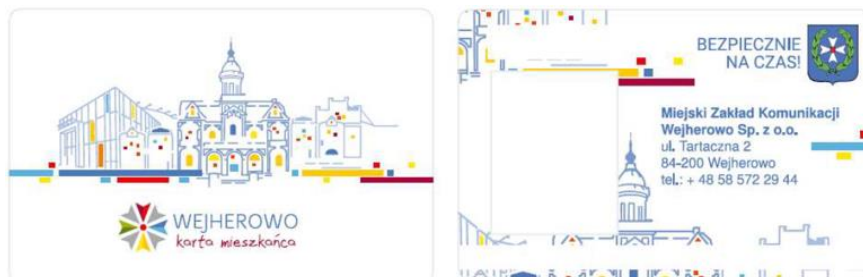 WEJHEROWO
karta mieszkańca
BEZPIECZNIE
NA CZAS!
Miejski Zakład Komunikacji
Wejherowo Sp. z o.o.
ul. Tartaczna 2
84-200 Wejherowo
tel.: + 48 58 572 29 44